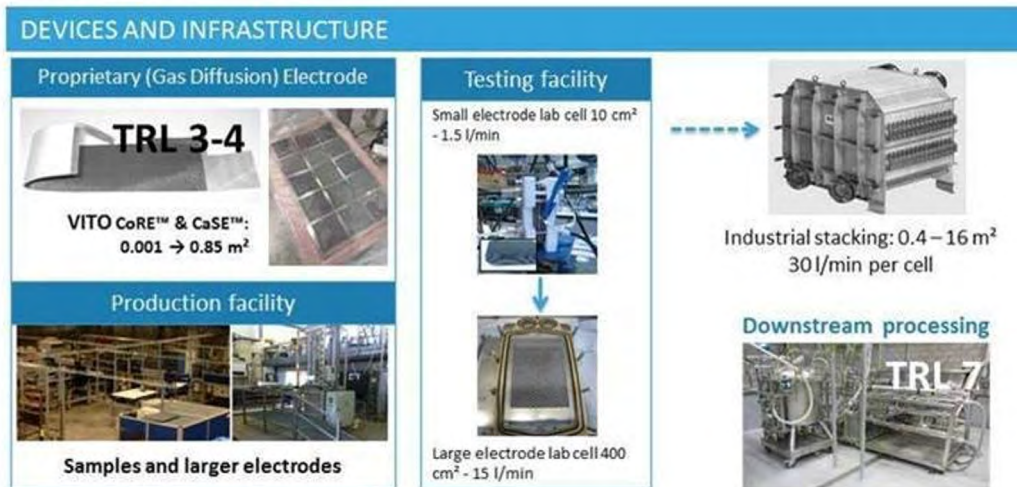 DEVICES AND INFRASTRUCTURE
Proprietary (Gas Diffusion) Electrode
TRL 3-4
VITO CoRE™ & CaSE™:
0.001 → 0.85 m²
Production facility
Samples and larger electrodes
Testing facility
Small electrode lab cell 10 cm²
- 1.5 l/min
Large electrode lab cell 400
cm² - 15 l/min
Industrial stacking: 0.4 – 16 m²
30 l/min per cell
Downstream processing
TRL 7